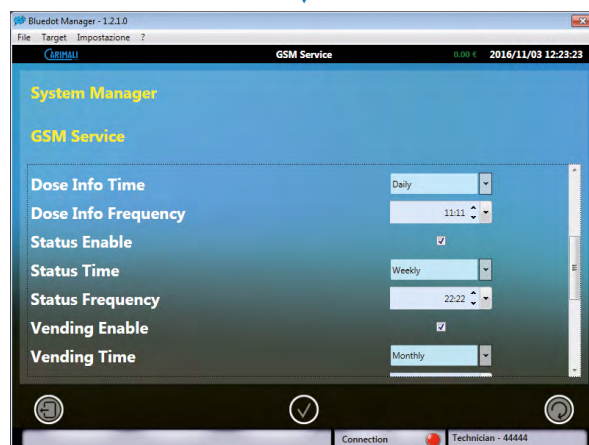 Bluedot Manager - 1.2.1.0
File Target Impostazione ?
CARIMALI GSM Service 0.00 € 2016/11/03 12:23:23
System Manager
GSM Service
Dose Info Time Daily
Dose Info Frequency 11:11
Status Enable
Status Time Weekly
Status Frequency 22:22
Vending Enable
Vending Time Monthly
Connection Technician - 44444